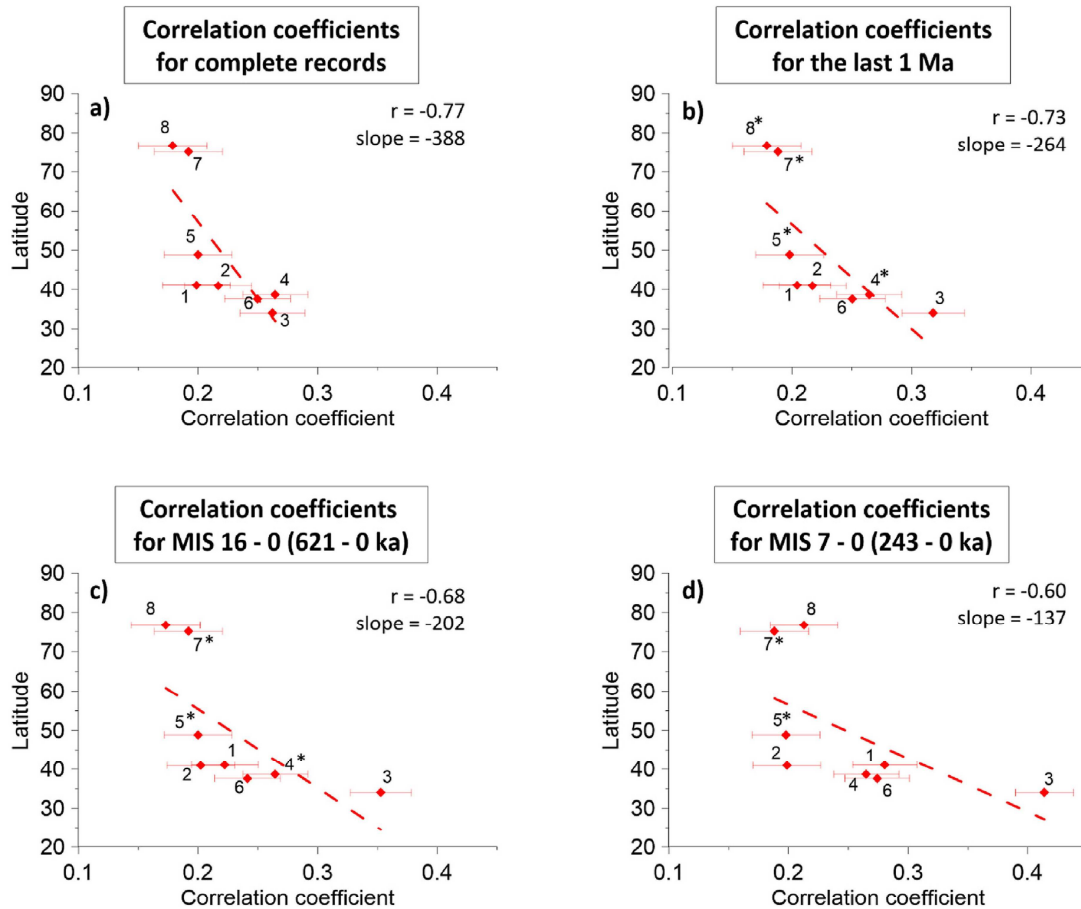 Correlation coefficients
for complete records
a)
r = -0.77
slope = -388
90
80
70
60
50
40
30
20
Latitude
8
7
5
2
1
4
6
3
0.1
0.2
0.3
0.4
Correlation coefficient
Correlation coefficients
for the last 1 Ma
b)
r = -0.73
slope = -264
90
80
70
60
50
40
30
20
Latitude
8*
7*
5*
2
4*
1
3
6
0.1
0.2
0.3
0.4
Correlation coefficient
Correlation coefficients
for MIS 16 - 0 (621 - 0 ka)
c)
r = -0.68
slope = -202
90
80
70
60
50
40
30
20
Latitude
8
7*
5*
1
4*
2
6
3
0.1
0.2
0.3
0.4
Correlation coefficient
Correlation coefficients
for MIS 7 - 0 (243 - 0 ka)
d)
r = -0.60
slope = -137
90
80
70
60
50
40
30
20
Latitude
8
7*
5*
2
1
4
6
3
0.1
0.2
0.3
0.4
Correlation coefficient